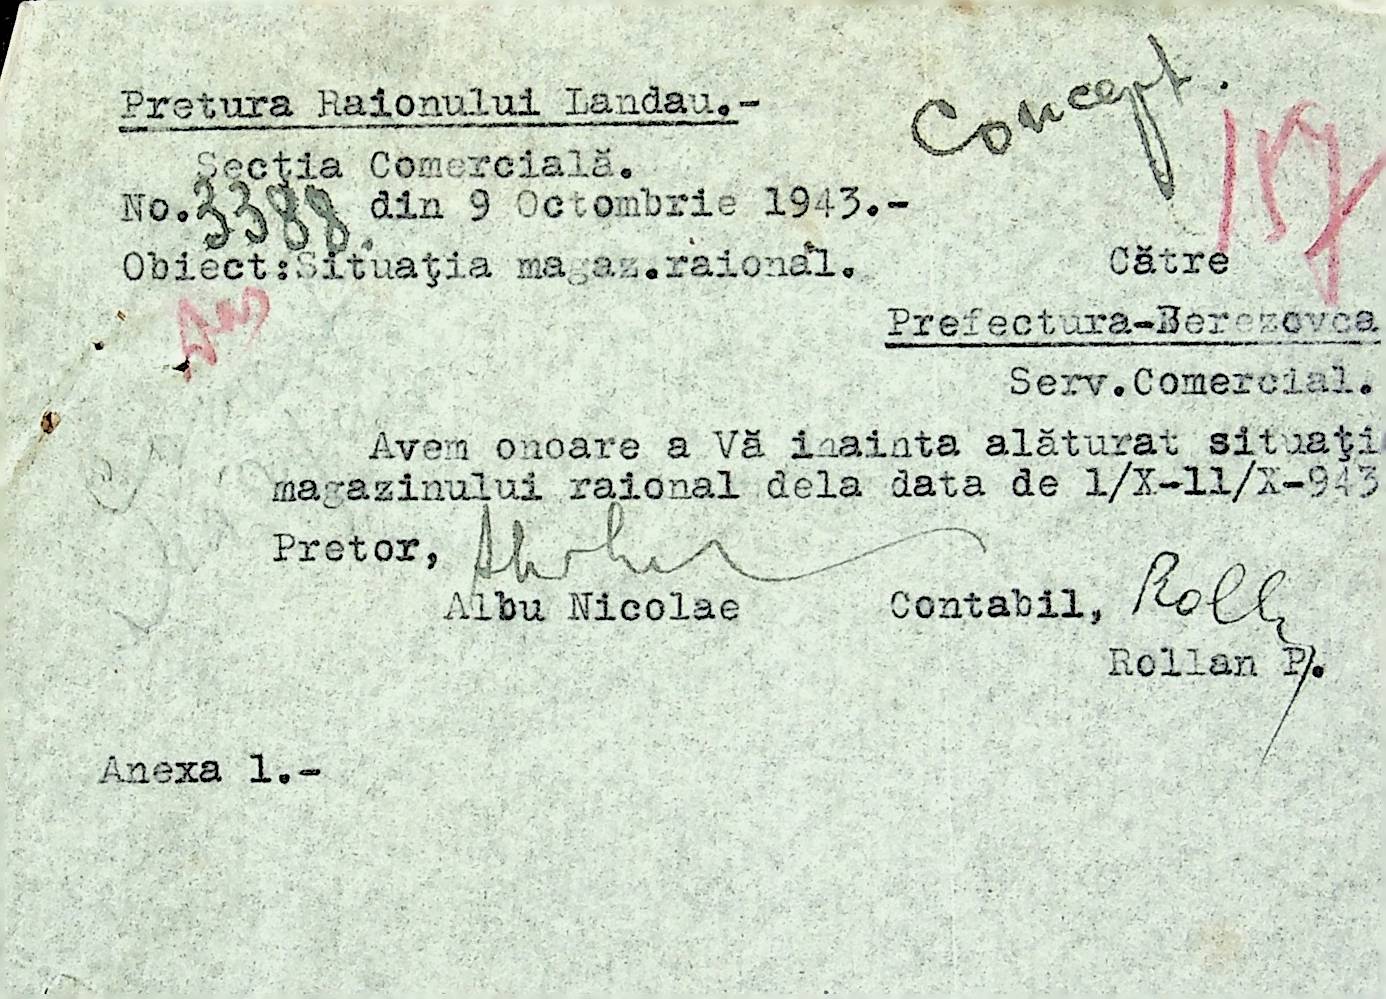 Pretura Raionului Landau.-
Concept.
157
Secţia Comercială.
No.3388. din 9 Octombrie 1943.-
Obiect:Situaţia magaz.raional.
Către
Prefectura-Berezovca
Serv.Comercial.
Avem onoare a Vă inainta alăturat situaţi
magazinului raional dela data de 1/X-11/X-943
Pretor,
Albu Nicolae
Contabil, Rolly
Rollan P.
Anexa 1.-